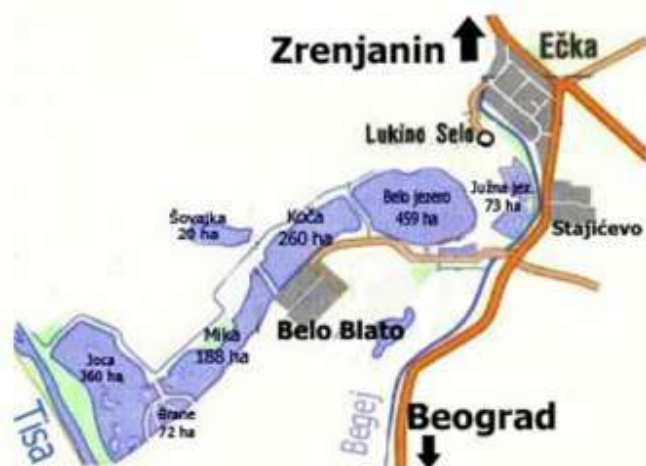 Zrenjanin
Ečka
Lukino Selo
Belo jezero
459 ha
Južna jez.
73 ha
Šovajka
20 ha
Koča
260 ha
Stajićevo
Belo Blato
Mika
188 ha
Joca
360 ha
Brane
72 ha
Tisa
Begej
Beograd